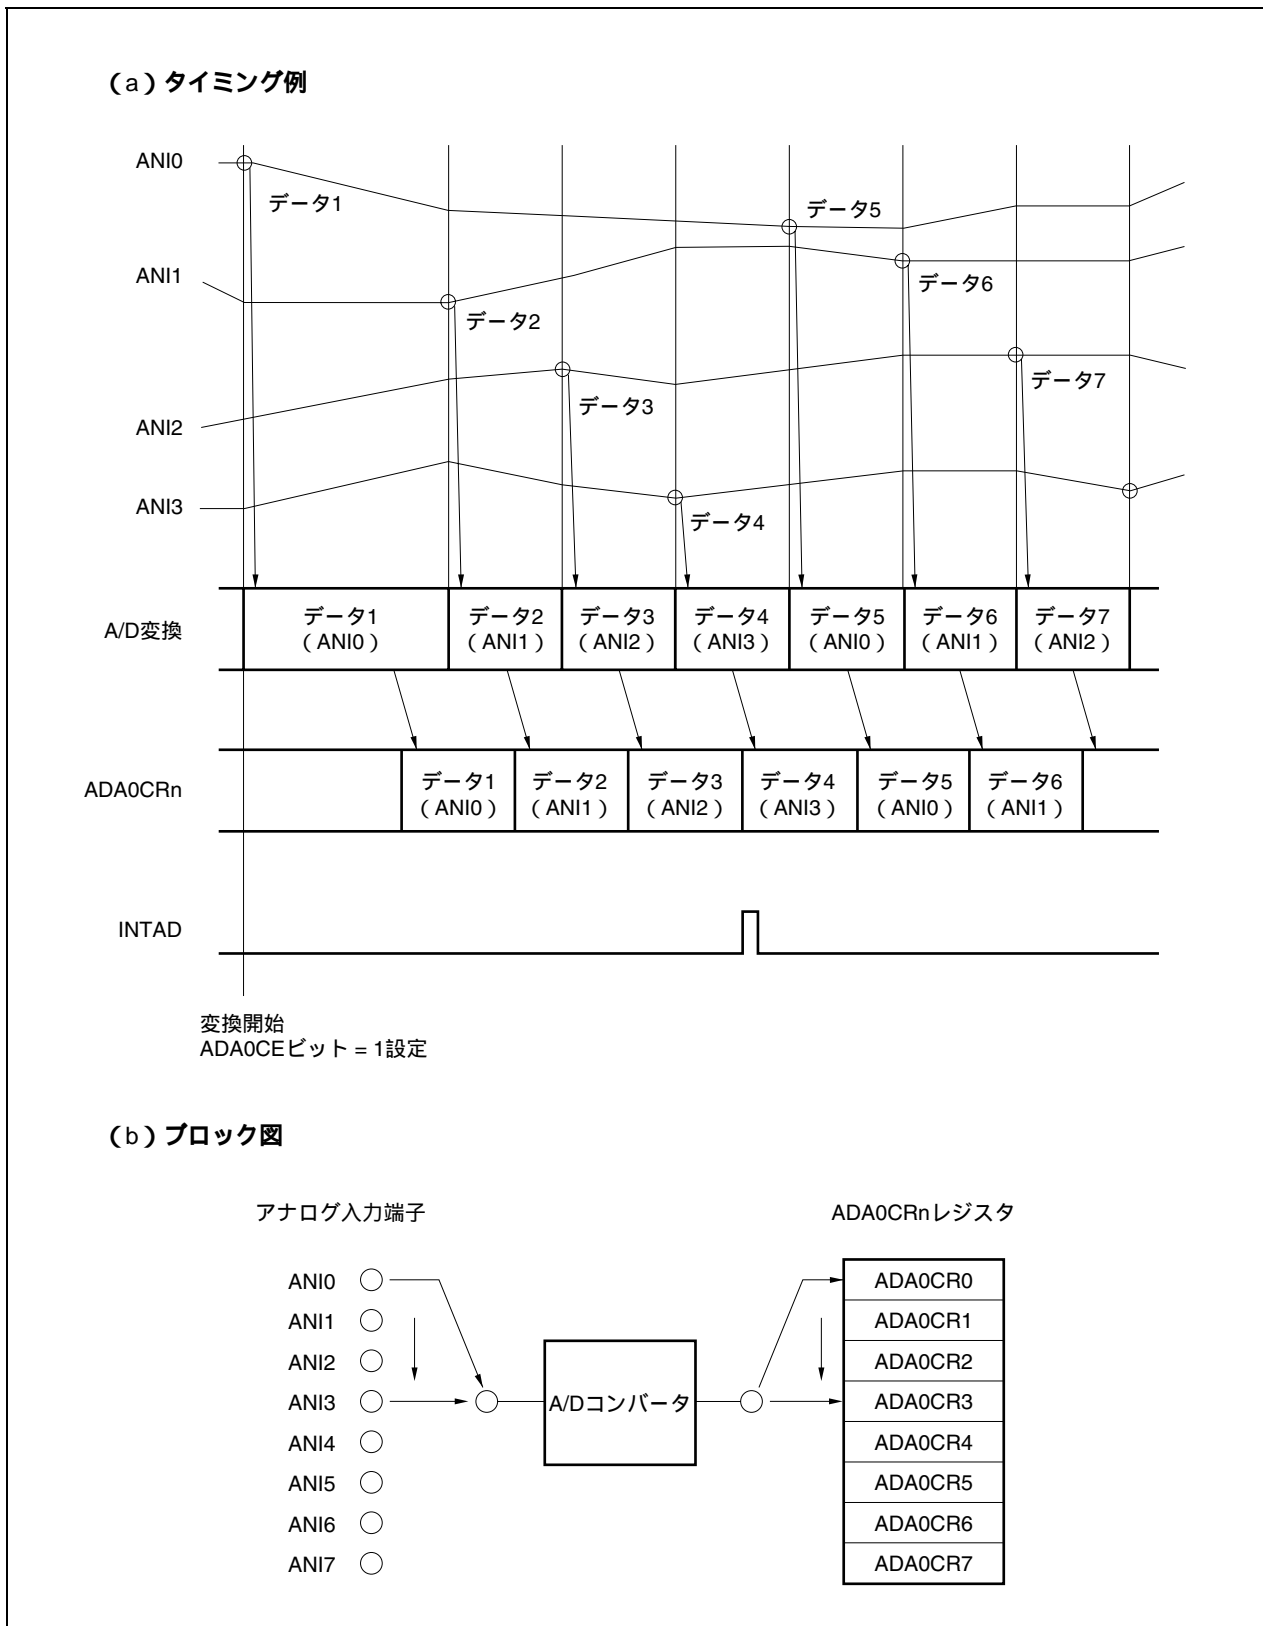 （a）タイミング例
ANI0
データ1
データ5
ANI1
データ6
データ2
データ7
データ3
ANI2
ANI3
データ4
A/D変換
データ1
（ANI0）
データ2
（ANI1）
データ3
（ANI2）
データ4
（ANI3）
データ5
（ANI0）
データ6
（ANI1）
データ7
（ANI2）
ADA0CRn
データ1
（ANI0）
データ2
（ANI1）
データ3
（ANI2）
データ4
（ANI3）
データ5
（ANI0）
データ6
（ANI1）
INTAD
変換開始
ADA0CEビット = 1設定
（b）ブロック図
アナログ入力端子
ADA0CRnレジスタ
ANI0
ANI1
ANI2
ANI3
ANI4
ANI5
ANI6
ANI7
A/Dコンバータ
ADA0CR0
ADA0CR1
ADA0CR2
ADA0CR3
ADA0CR4
ADA0CR5
ADA0CR6
ADA0CR7